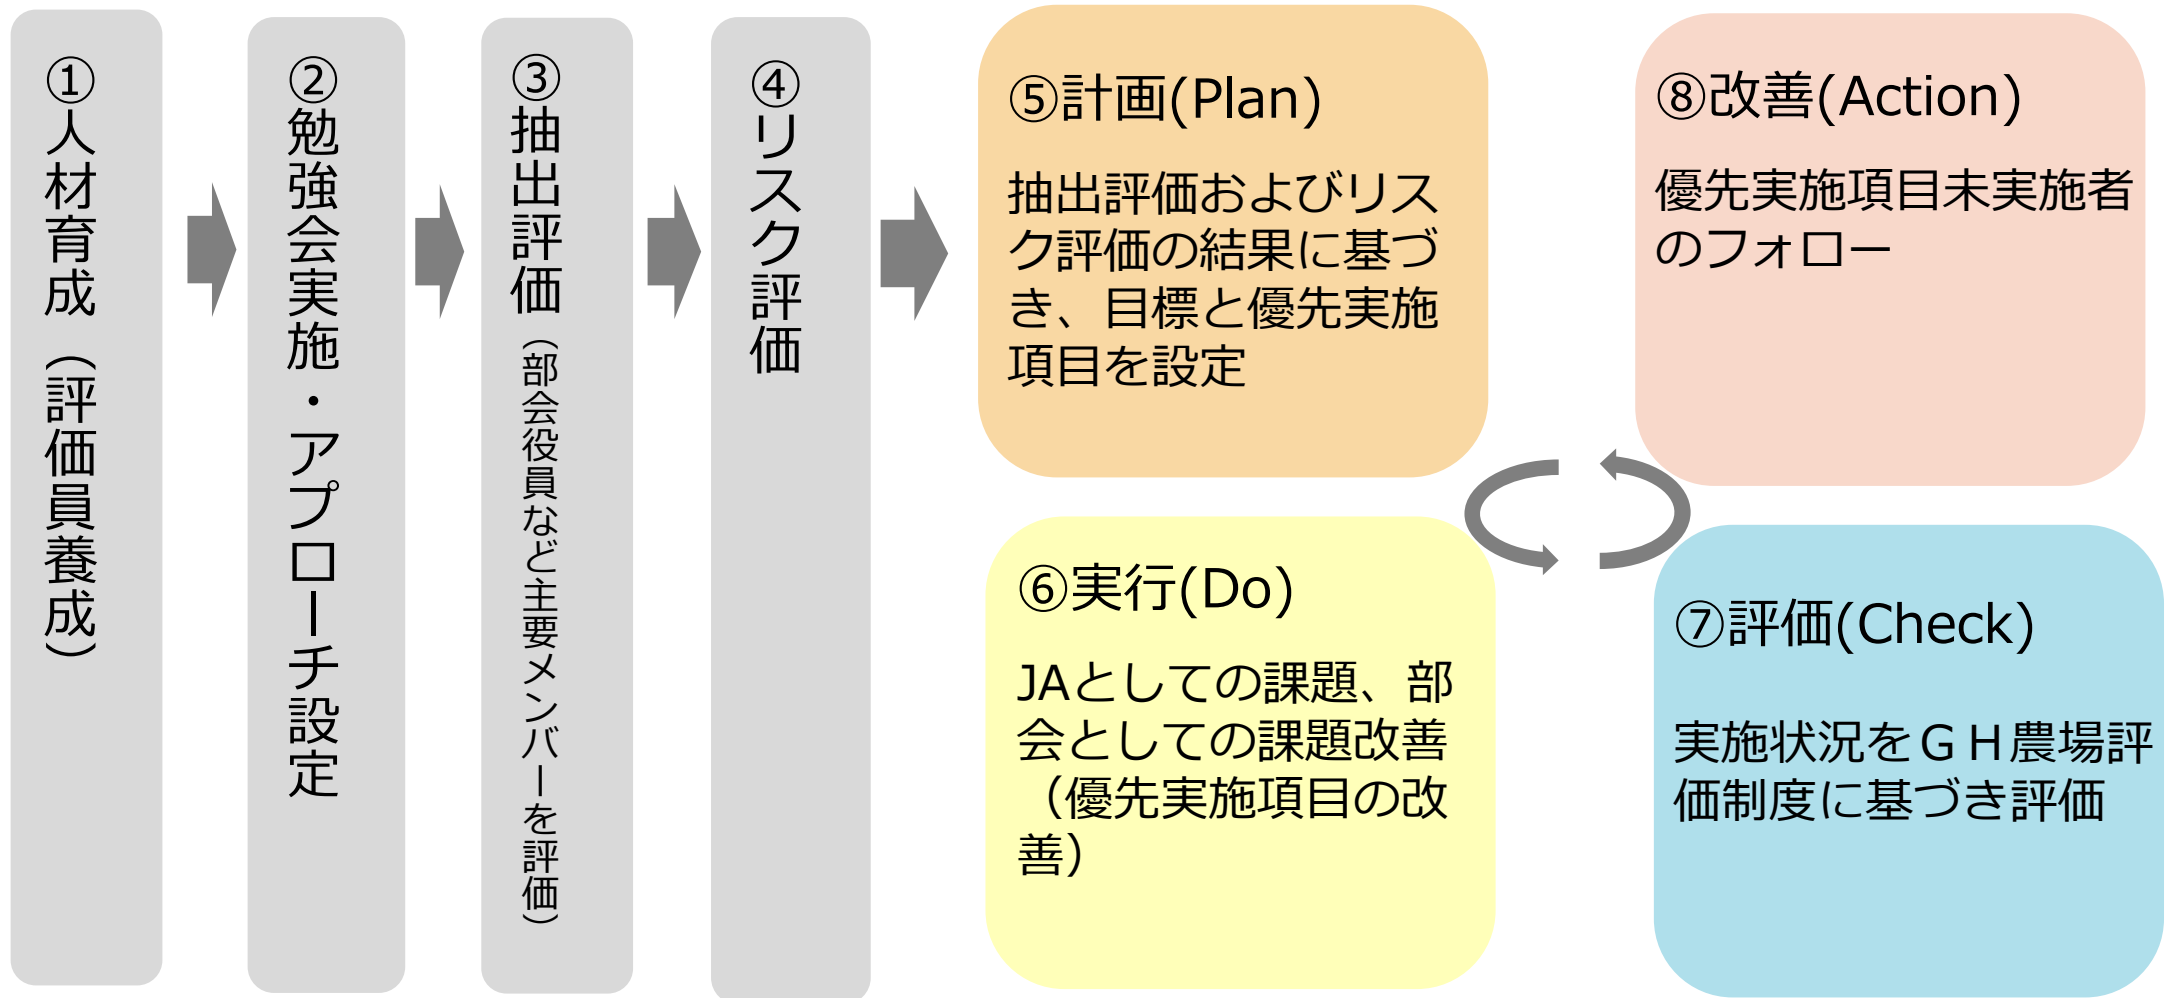 ①人材育成（評価員養成）
②勉強会実施・アプローチ設定
③抽出評価（部会役員など主要メンバーを評価）
④リスク評価
⑤計画(Plan)
抽出評価およびリス
ク評価の結果に基づ
き、目標と優先実施
項目を設定
⑥実行(Do)
JAとしての課題、部
会としての課題改善
（優先実施項目の改
善）
⑦評価(Check)
実施状況をＧＨ農場評
価制度に基づき評価
⑧改善(Action)
優先実施項目未実施者
のフォロー